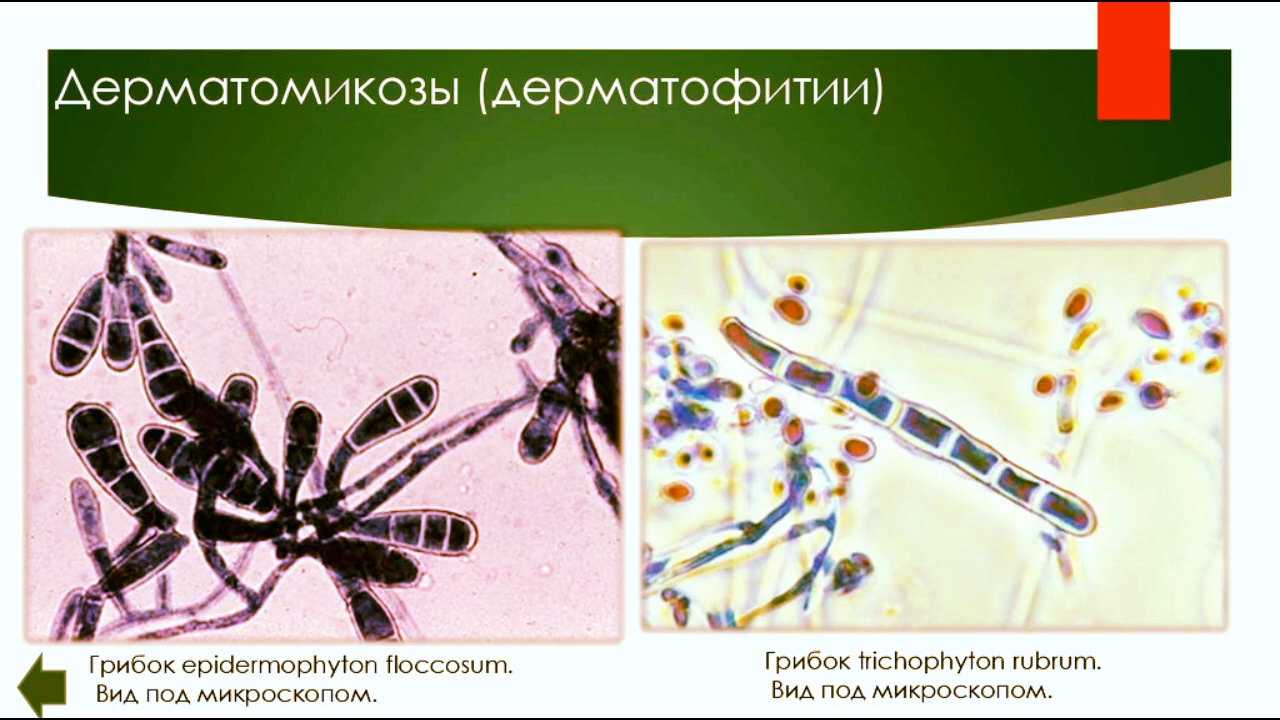 Дерматомикозы (дерматофитии)
Грибок epidermophyton floccosum.
Вид под микроскопом.
Грибок trichophyton rubrum.
Вид под микроскопом.